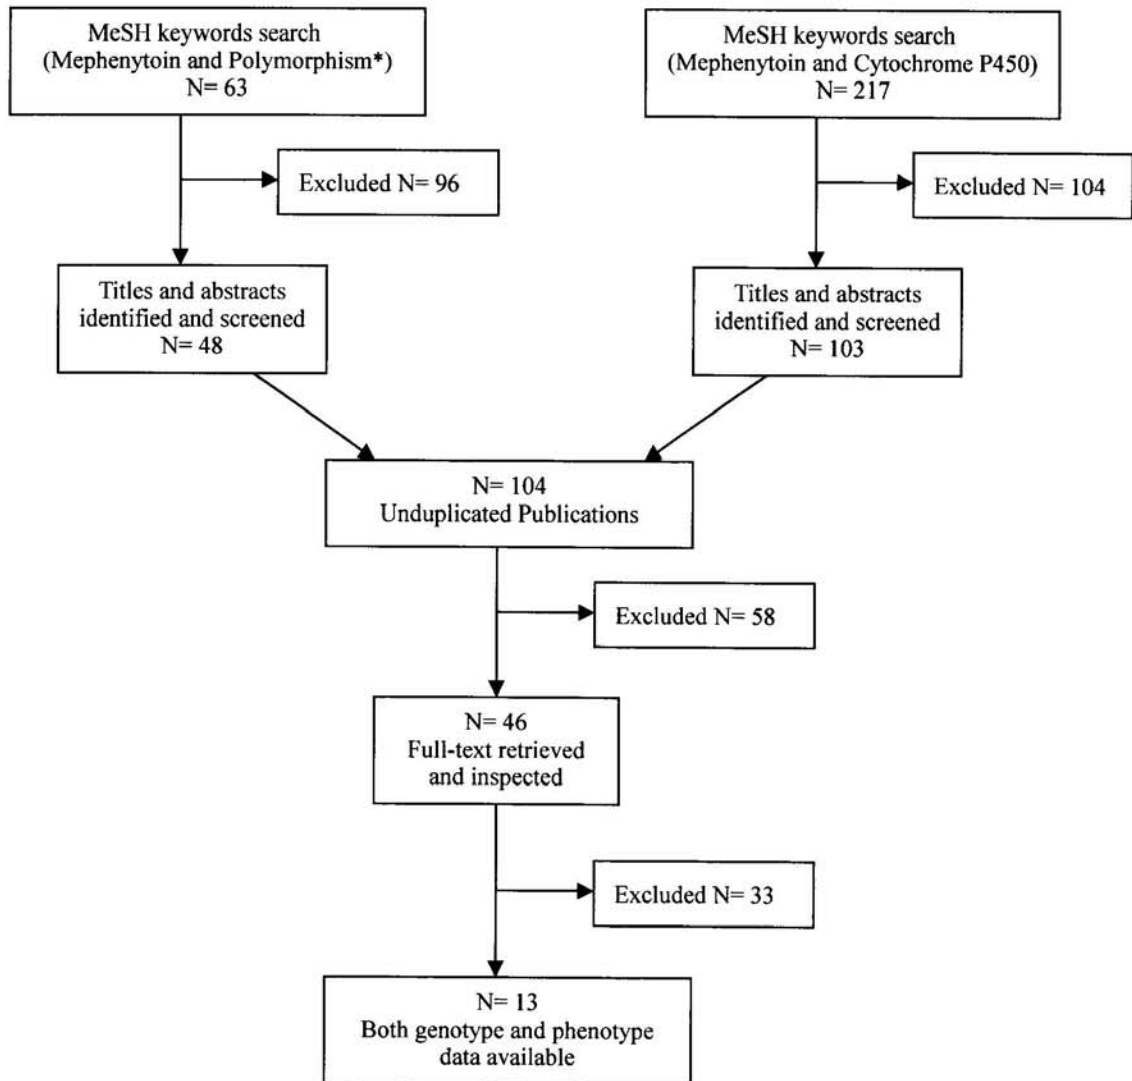 MeSH keywords search
(Mephenytoin and Polymorphism*)
N= 63
MeSH keywords search
(Mephenytoin and Cytochrome P450)
N= 217
Excluded N= 96
Excluded N= 104
Titles and abstracts
identified and screened
N= 48
Titles and abstracts
identified and screened
N= 103
N= 104
Unduplicated Publications
Excluded N= 58
N= 46
Full-text retrieved
and inspected
Excluded N= 33
N= 13
Both genotype and phenotype
data available